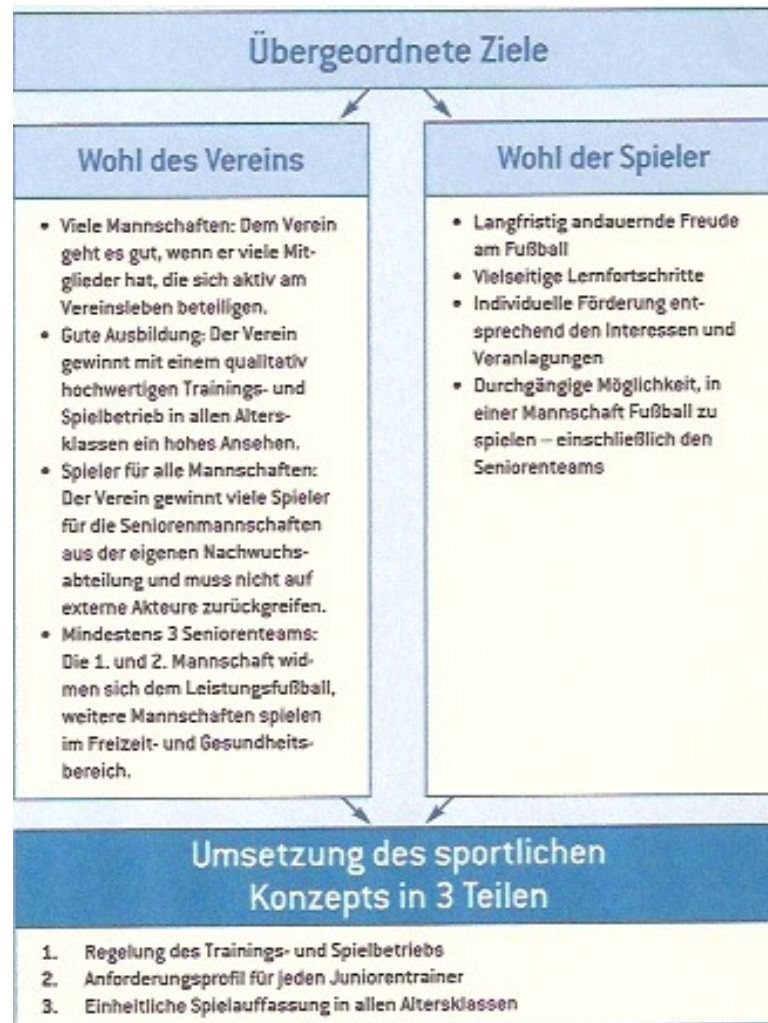 Übergeordnete Ziele
Wohl des Vereins
• Viele Mannschaften: Dem Verein
geht es gut, wenn er viele Mit-
glieder hat, die sich aktiv am
Vereinsleben beteiligen.
• Gute Ausbildung: Der Verein
gewinnt mit einem qualitativ
hochwertigen Trainings- und
Spielbetrieb in allen Alters-
klassen ein hohes Ansehen.
• Spieler für alle Mannschaften:
Der Verein gewinnt viele Spieler
für die Seniorenmannschaften
aus der eigenen Nachwuchs-
abteilung und muss nicht auf
externe Akteure zurückgreifen.
• Mindestens 3 Seniorenteams:
Die 1. und 2. Mannschaft wid-
men sich dem Leistungsfußball,
weitere Mannschaften spielen
im Freizeit- und Gesundheits-
bereich.
Wohl der Spieler
• Langfristig andauernde Freude
am Fußball
• Vielseitige Lernfortschritte
• Individuelle Förderung ent-
sprechend den Interessen und
Veranlagungen
• Durchgängige Möglichkeit, in
einer Mannschaft Fußball zu
spielen – einschließlich den
Seniorenteams
Umsetzung des sportlichen
Konzepts in 3 Teilen
1. Regelung des Trainings- und Spielbetriebs
2. Anforderungsprofil für jeden Juniorentrainer
3. Einheitliche Spielauffassung in allen Altersklassen